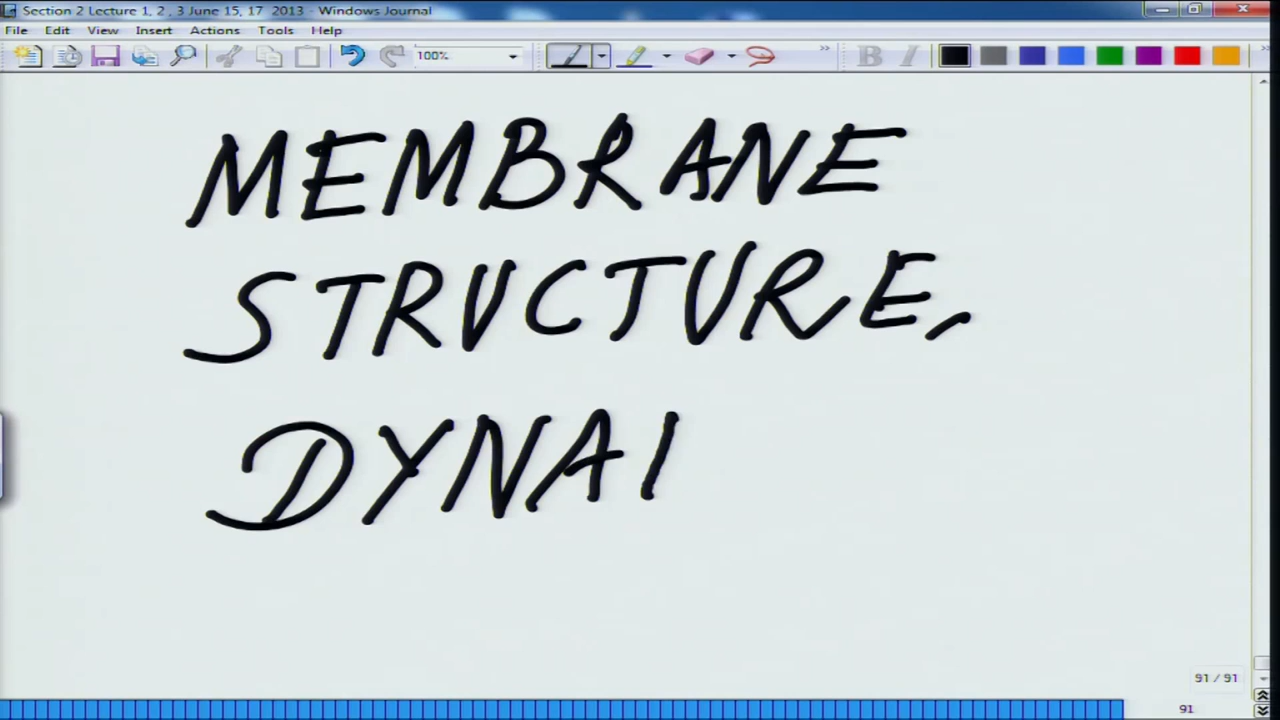 Section 2 Lecture 1, 2 , 3 June 15, 17 2013 - Windows Journal
File Edit View Insert Actions Tools Help
100% B I
MEMBRANE
STRUCTURE,
DYNAI
91 / 91
91